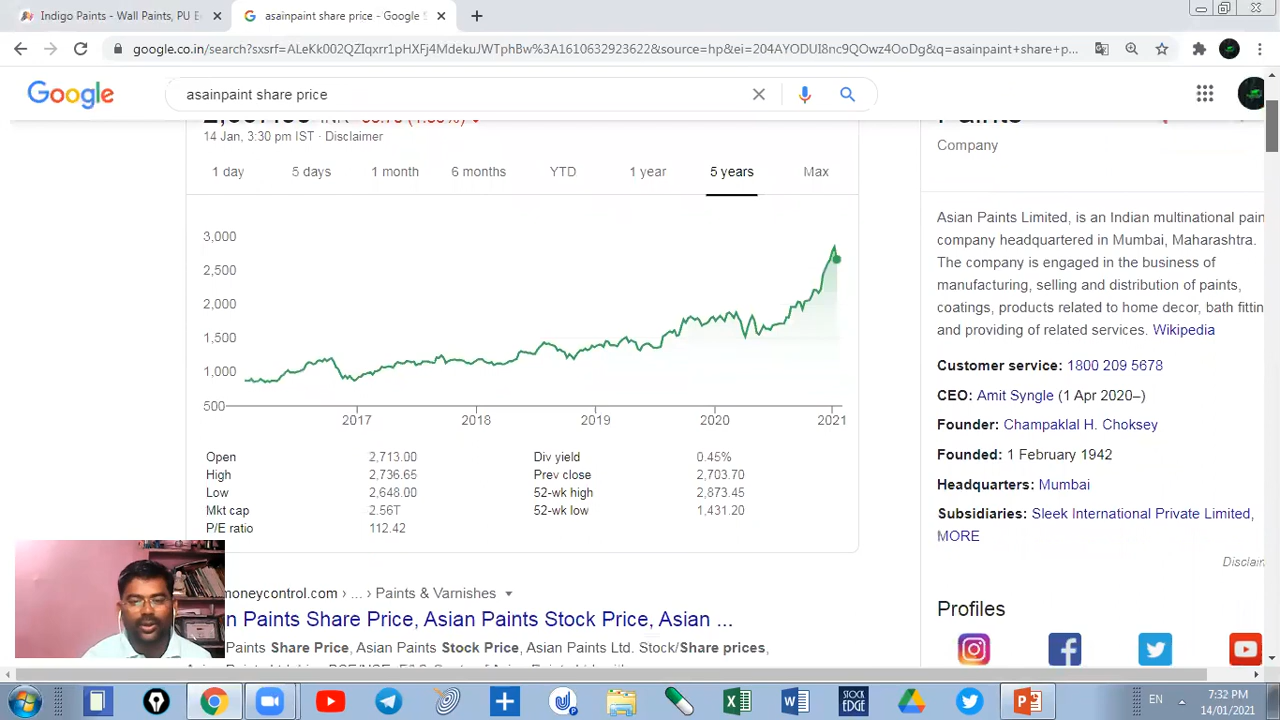 Indigo Paints - Wall Paints, PU E
asainpaint share price - Google S
google.co.in/search?sxsrf=ALeKk002QZIqxrr1pHXFj4MdekuJWTphBw%3A1610632923622&source=hp&ei=204AYODUI8nc9QOwz4OoDg&q=asainpaint+share+p...
Google
asainpaint share price
14 Jan, 3:30 pm IST · Disclaimer
1 day 5 days 1 month 6 months YTD 1 year 5 years Max
3,000
2,500
2,000
1,500
1,000
500
2017 2018 2019 2020 2021
Open 2,713.00 Div yield 0.45%
High 2,736.65 Prev close 2,703.70
Low 2,648.00 52-wk high 2,873.45
Mkt cap 2.56T 52-wk low 1,431.20
P/E ratio 112.42
moneycontrol.com › ... › Paints & Varnishes
n Paints Share Price, Asian Paints Stock Price, Asian ...
Paints Share Price, Asian Paints Stock Price, Asian Paints Ltd. Stock/Share prices,
Paints
Company
Asian Paints Limited, is an Indian multinational pain
company headquartered in Mumbai, Maharashtra.
The company is engaged in the business of
manufacturing, selling and distribution of paints,
coatings, products related to home decor, bath fittin
and providing of related services. Wikipedia
Customer service: 1800 209 5678
CEO: Amit Syngle (1 Apr 2020–)
Founder: Champaklal H. Choksey
Founded: 1 February 1942
Headquarters: Mumbai
Subsidiaries: Sleek International Private Limited,
MORE
Disclain
Profiles
STOCK
EDGE
EN
7:32 PM
14/01/2021